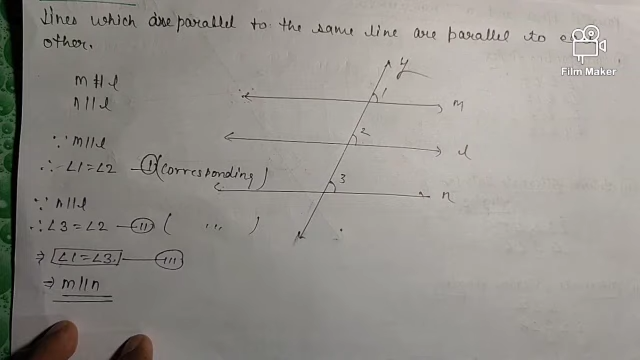 Lines which are parallel to the same line are parallel to each
other.
m∥l
n∥l
∵ m∥l
∴ ∠1=∠2 — (I) (corresponding)
∵ n∥l
∴ ∠3=∠2 — (II) ( ,,, )
⇒ ∠1=∠3. — (III)
⇒ m∥n
y
1
m
2
l
3
n
Film Maker